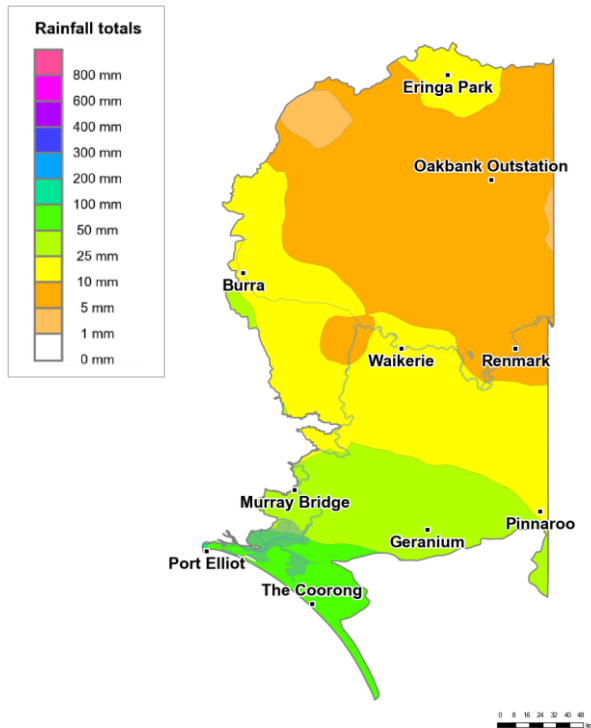 Rainfall totals
800 mm
600 mm
400 mm
300 mm
200 mm
100 mm
50 mm
25 mm
10 mm
5 mm
1 mm
0 mm
Eringa Park
Oakbank Outstation
Burra
Waikerie
Renmark
Murray Bridge
Pinnaroo
Geranium
Port Elliot
The Coorong
0 8 16 24 32 40 48